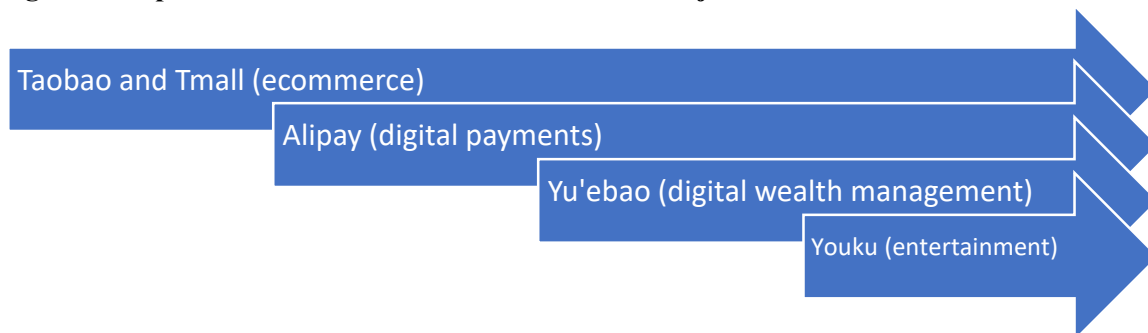 Taobao and Tmall (ecommerce)
Alipay (digital payments)
Yu'ebao (digital wealth management)
Youku (entertainment)